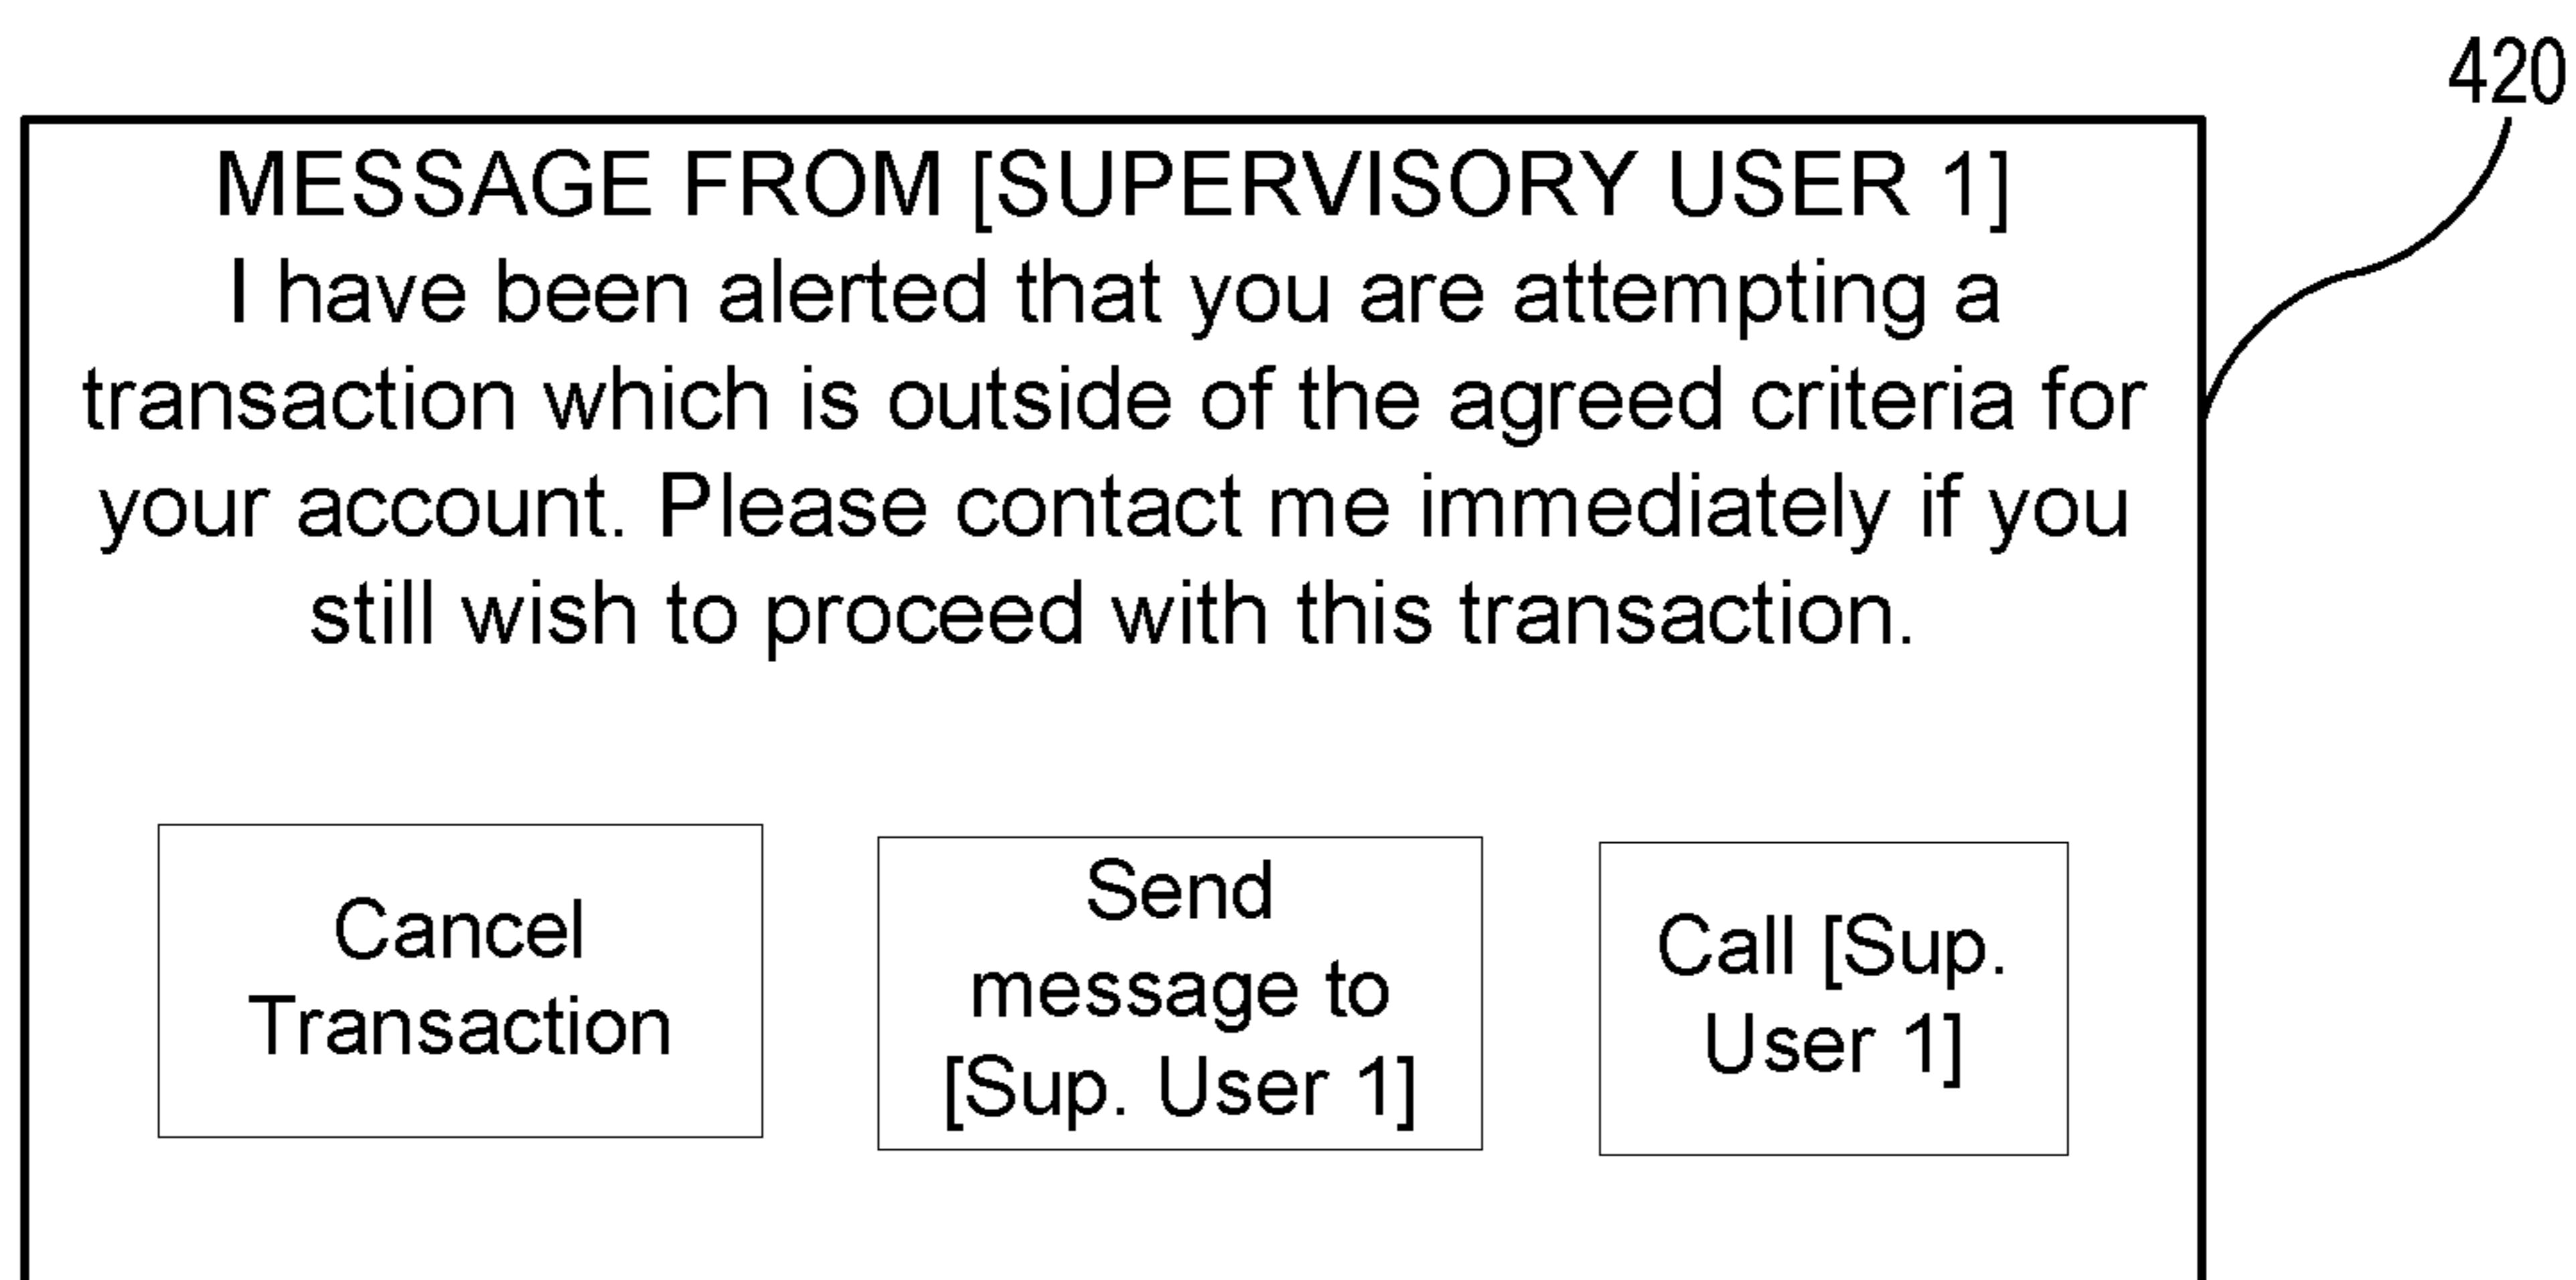 420
MESSAGE FROM [SUPERVISORY USER 1]
I have been alerted that you are attempting a
transaction which is outside of the agreed criteria for
your account. Please contact me immediately if you
still wish to proceed with this transaction.
Cancel
Transaction
Send
message to
[Sup. User 1]
Call [Sup.
User 1]